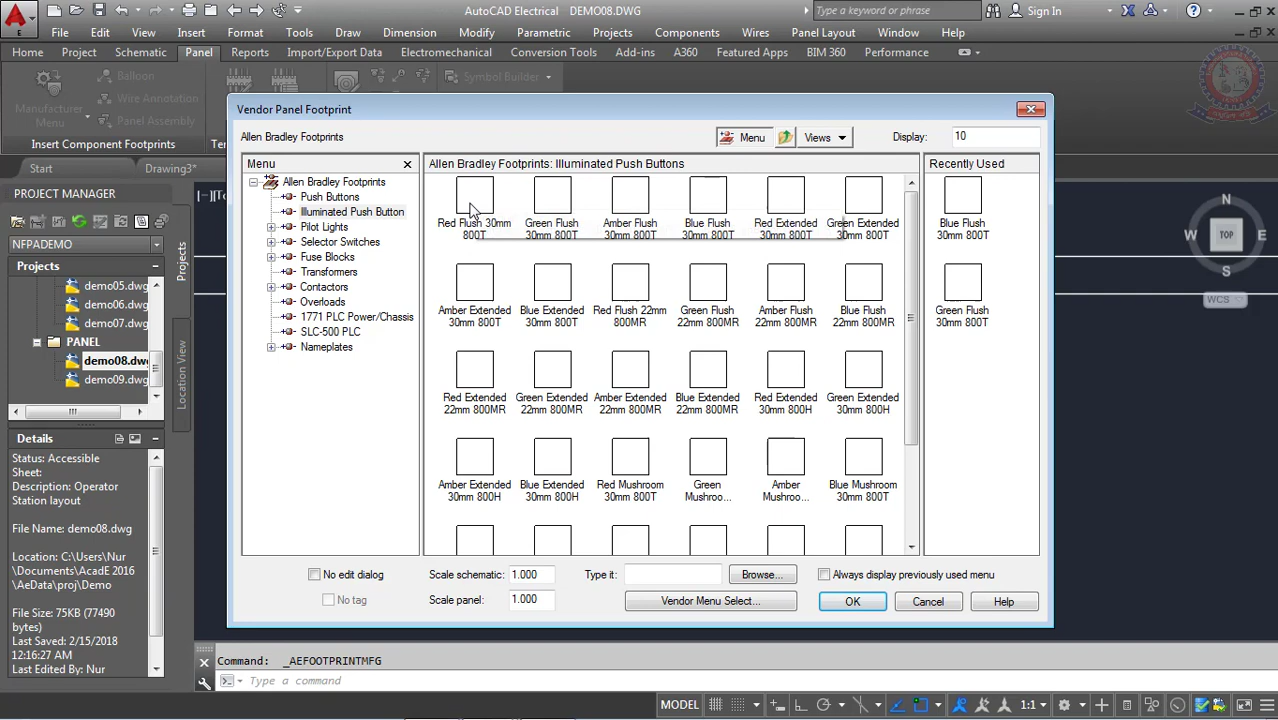 AutoCAD Electrical DEMO08.DWG
Type a keyword or phrase
Sign In
File Edit View Insert Format Tools Draw Dimension Modify Parametric Projects Components Wires Panel Layout Window Help
Home Project Schematic Panel Reports Import/Export Data Electromechanical Conversion Tools Add-ins A360 Featured Apps BIM 360 Performance
Manufacturer
Menu
Balloon
Wire Annotation
Panel Assembly
Symbol Builder
Insert Component Footprints
Start
Drawing3*
PROJECT MANAGER
NFPADEMO
Projects
demo05.dwg
demo06.dwg
demo07.dwg
PANEL
demo08.dwg
demo09.dwg
Details
Status: Accessible
Sheet:
Description: Operator
Station layout
File Name: demo08.dwg
Location: C:\Users\Nur
\Documents\AcadE 2016
\AeData\proj\Demo
File Size: 75KB (77490
bytes)
Last Saved: 2/15/2018
12:16:27 AM
Last Edited By: Nur
Projects
Location View
Vendor Panel Footprint
Allen Bradley Footprints
Menu
Views
Display:
10
Menu
Allen Bradley Footprints
Push Buttons
Illuminated Push Button
Pilot Lights
Selector Switches
Fuse Blocks
Transformers
Contactors
Overloads
1771 PLC Power/Chassis
SLC-500 PLC
Nameplates
Allen Bradley Footprints: Illuminated Push Buttons
Red Flush 30mm 800T
Green Flush 30mm 800T
Amber Flush 30mm 800T
Blue Flush 30mm 800T
Red Extended 30mm 800T
Green Extended 30mm 800T
Amber Extended 30mm 800T
Blue Extended 30mm 800T
Red Flush 22mm 800MR
Green Flush 22mm 800MR
Amber Flush 22mm 800MR
Blue Flush 22mm 800MR
Red Extended 22mm 800MR
Green Extended 22mm 800MR
Amber Extended 22mm 800MR
Blue Extended 22mm 800MR
Red Extended 30mm 800H
Green Extended 30mm 800H
Amber Extended 30mm 800H
Blue Extended 30mm 800H
Red Mushroom 30mm 800T
Green Mushroo...
Amber Mushroo...
Blue Mushroom 30mm 800T
Recently Used
Blue Flush 30mm 800T
Green Flush 30mm 800T
No edit dialog
No tag
Scale schematic: 1.000
Scale panel: 1.000
Type it:
Browse...
Vendor Menu Select...
Always display previously used menu
OK
Cancel
Help
N
W TOP E
S
WCS
Command: _AEFOOTPRINTMFG
Type a command
MODEL
1:1